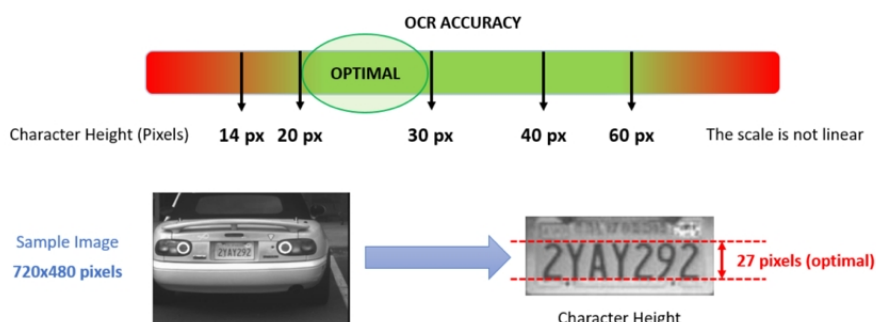 OCR ACCURACY
OPTIMAL
Character Height (Pixels) 14 px 20 px 30 px 40 px 60 px The scale is not linear
Sample Image
720x480 pixels
2YAY292
2YAY292
27 pixels (optimal)
Character Height